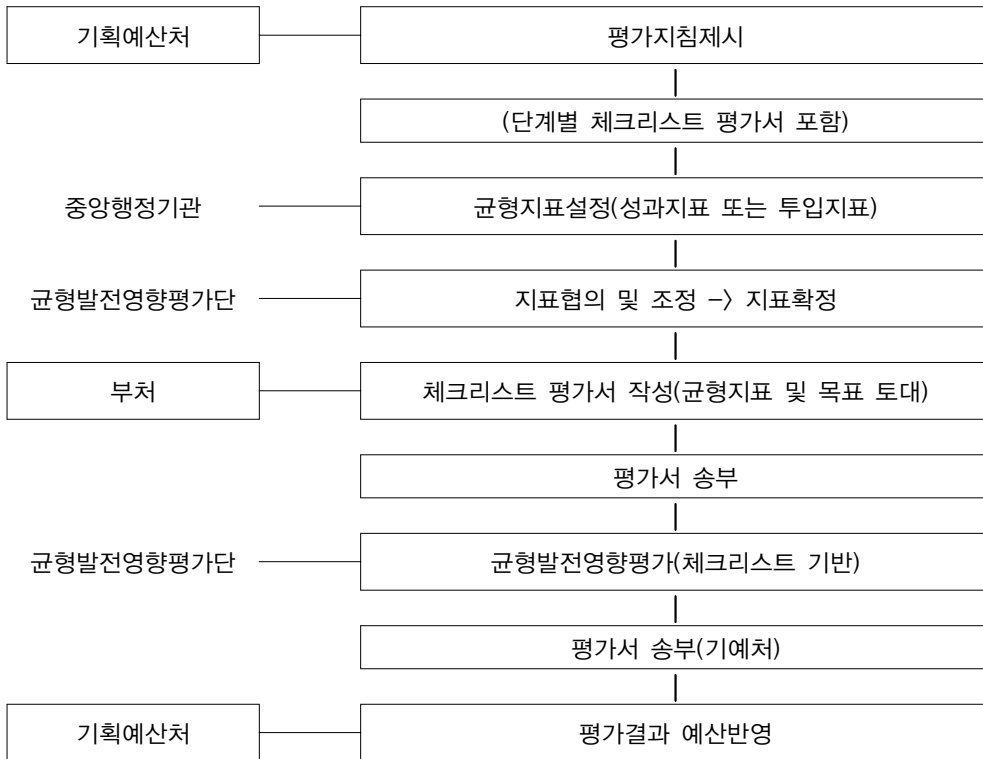 기획예산처
평가지침제시
(단계별 체크리스트 평가서 포함)
중앙행정기관
균형지표설정(성과지표 또는 투입지표)
균형발전영향평가단
지표협의 및 조정 -> 지표확정
부처
체크리스트 평가서 작성(균형지표 및 목표 토대)
평가서 송부
균형발전영향평가단
균형발전영향평가(체크리스트 기반)
평가서 송부(기예처)
기획예산처
평가결과 예산반영